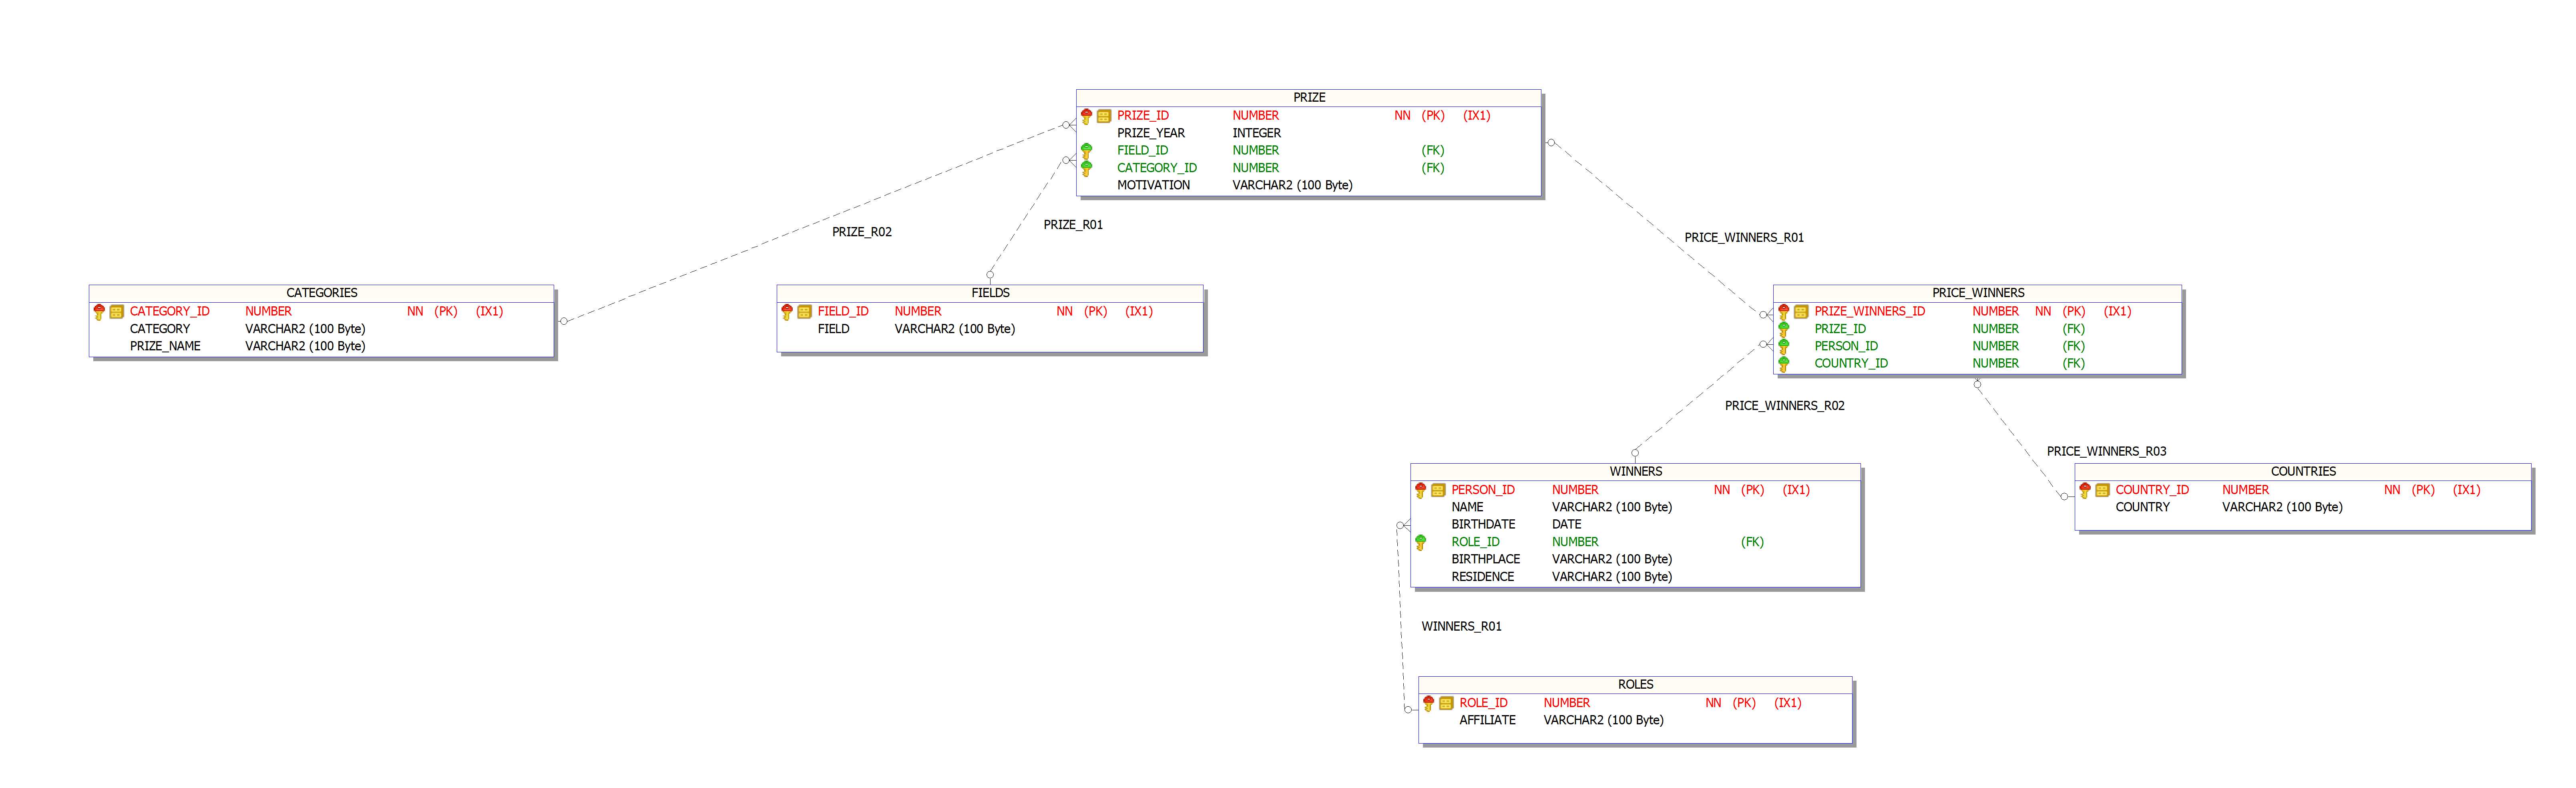 PRIZE
PRIZE_ID NUMBER NN (PK) (IX1)
PRIZE_YEAR INTEGER
FIELD_ID NUMBER (FK)
CATEGORY_ID NUMBER (FK)
MOTIVATION VARCHAR2 (100 Byte)
PRIZE_R02
PRIZE_R01
PRICE_WINNERS_R01
CATEGORIES
CATEGORY_ID NUMBER NN (PK) (IX1)
CATEGORY VARCHAR2 (100 Byte)
PRIZE_NAME VARCHAR2 (100 Byte)
FIELDS
FIELD_ID NUMBER NN (PK) (IX1)
FIELD VARCHAR2 (100 Byte)
PRICE_WINNERS
PRIZE_WINNERS_ID NUMBER NN (PK) (IX1)
PRIZE_ID NUMBER (FK)
PERSON_ID NUMBER (FK)
COUNTRY_ID NUMBER (FK)
PRICE_WINNERS_R02
PRICE_WINNERS_R03
WINNERS
PERSON_ID NUMBER NN (PK) (IX1)
NAME VARCHAR2 (100 Byte)
BIRTHDATE DATE
ROLE_ID NUMBER (FK)
BIRTHPLACE VARCHAR2 (100 Byte)
RESIDENCE VARCHAR2 (100 Byte)
COUNTRIES
COUNTRY_ID NUMBER NN (PK) (IX1)
COUNTRY VARCHAR2 (100 Byte)
WINNERS_R01
ROLES
ROLE_ID NUMBER NN (PK) (IX1)
AFFILIATE VARCHAR2 (100 Byte)